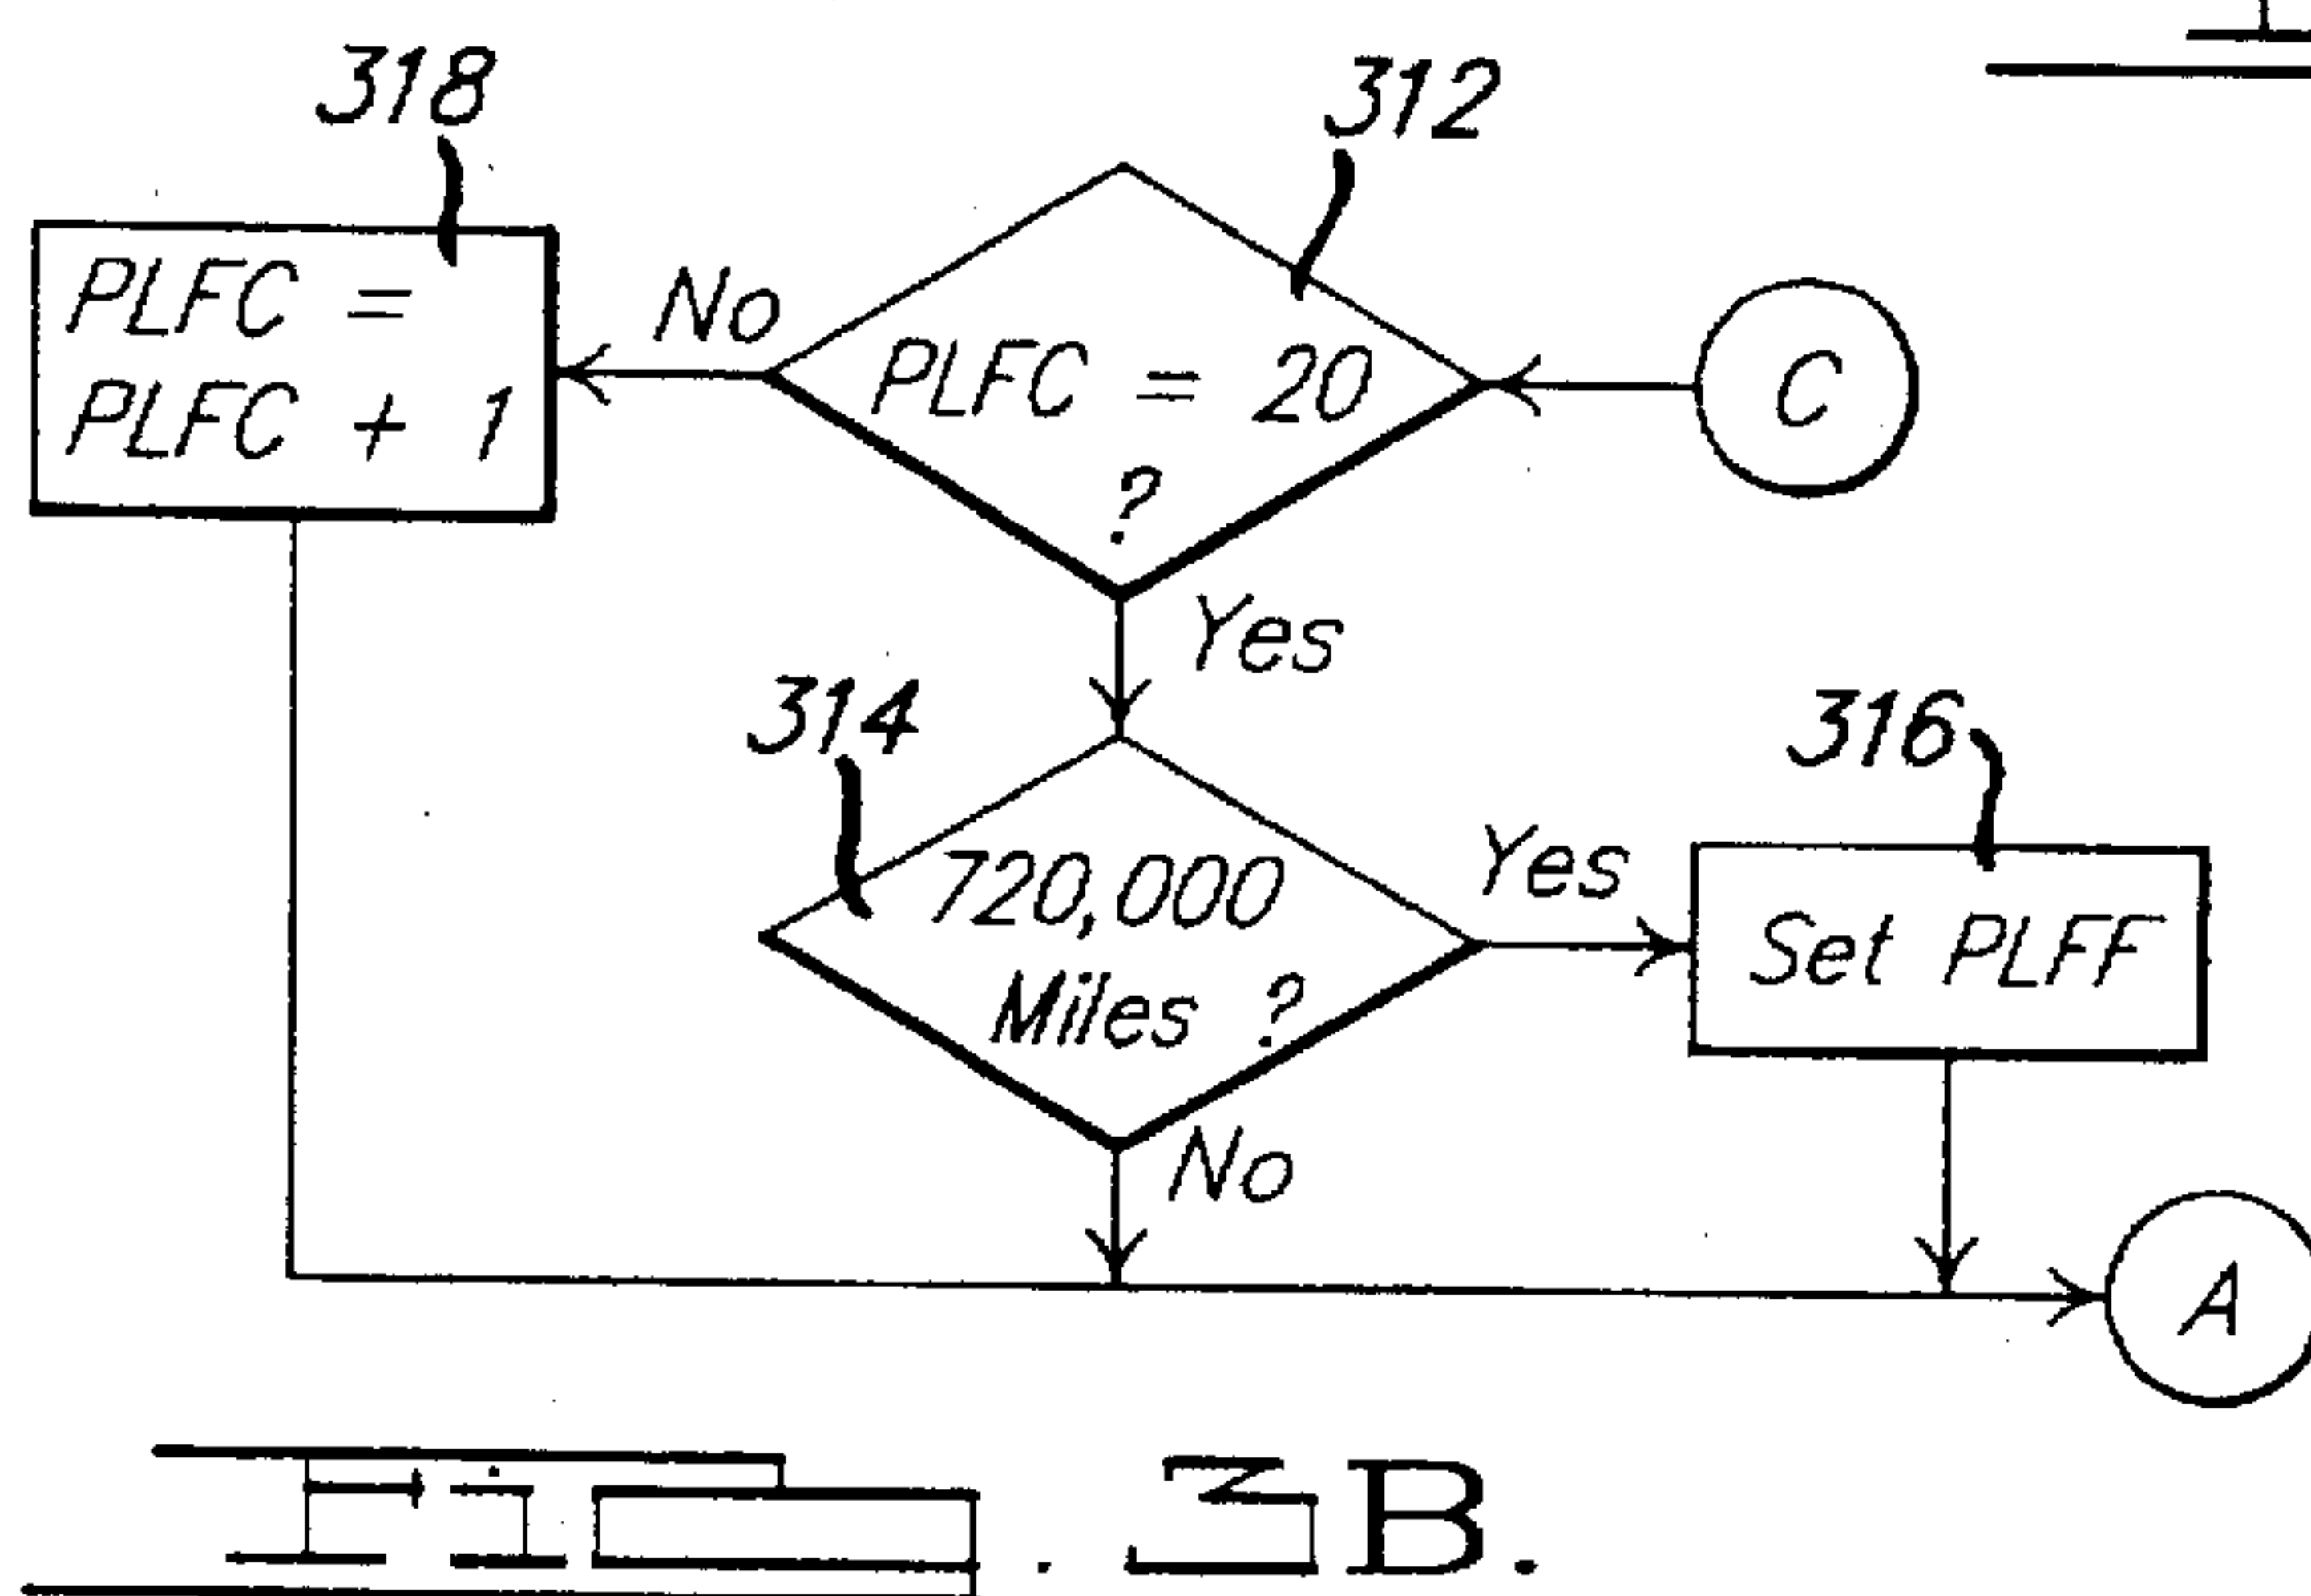 318
312
PLFC =
PLFC + 1
No
PLFC = 20
?
C
Yes
314
316
720,000
Miles ?
Yes
Set PLFF
No
A
Fig. 3B.